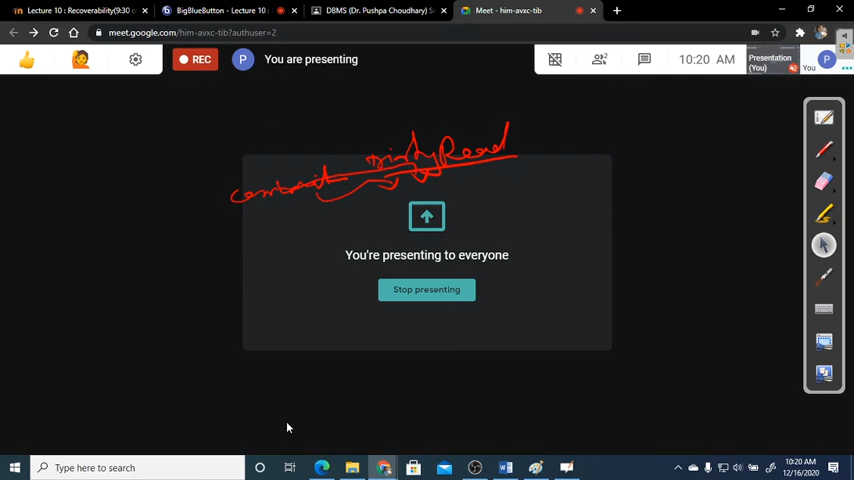 Lecture 10 : Recoverability(9:30 o
BigBlueButton - Lecture 10 :
DBMS (Dr. Pushpa Choudhary) S
Meet - him-avxc-tib
meet.google.com/him-avxc-tib?authuser=2
REC
P
You are presenting
2
10:20 AM
Presentation
(You)
You
P
Dirty Read
commit
You're presenting to everyone
Stop presenting
Type here to search
10:20 AM
12/16/2020